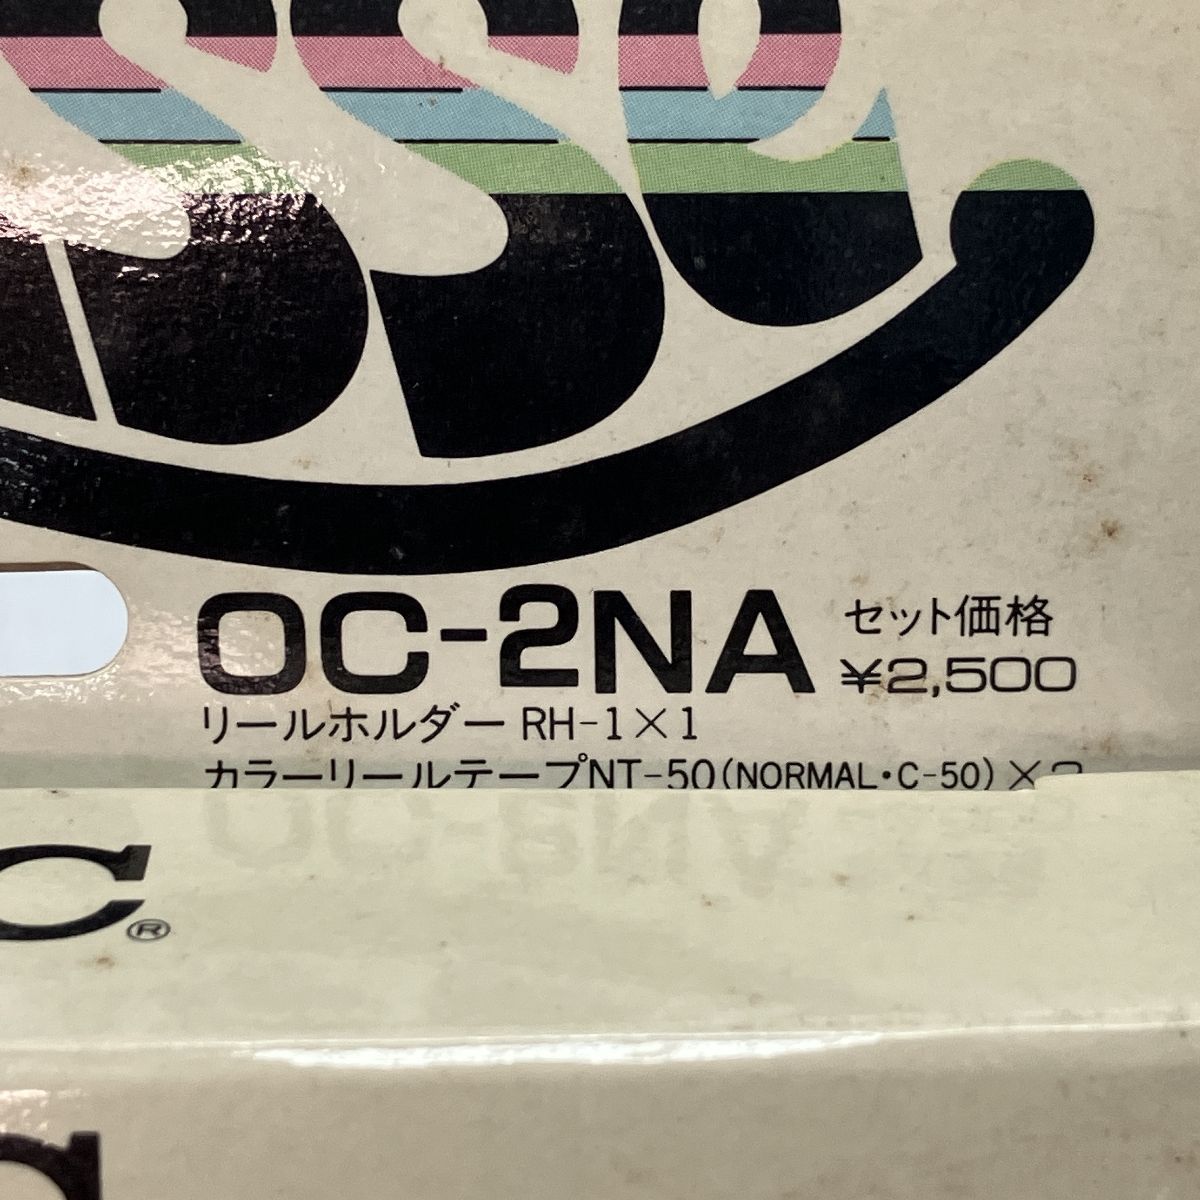 sse
OC-2NA
セット価格
¥2,500
リールホルダー RH-1×1
カラーリールテープNT-50(NORMAL・C-50)×
C®